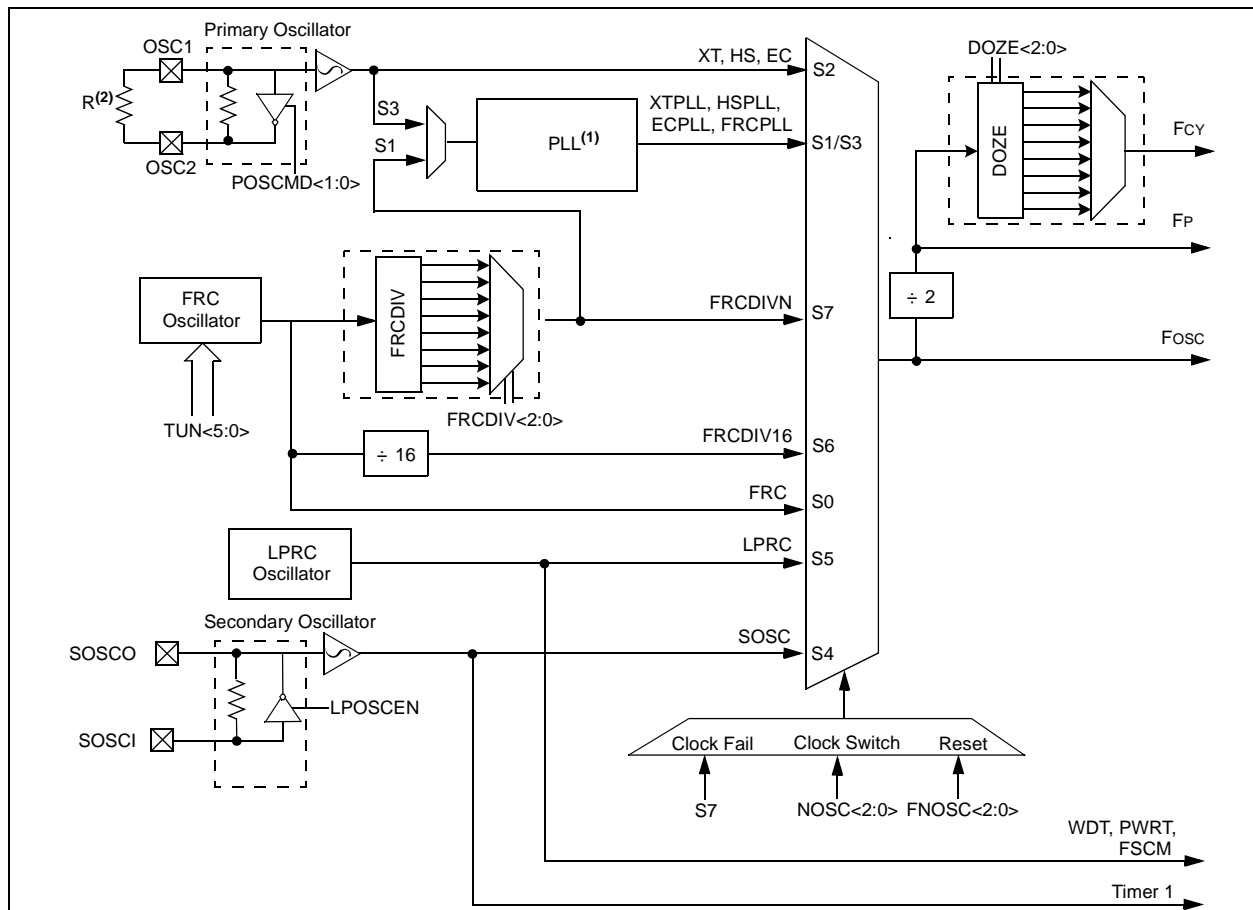 Primary Oscillator
OSC1
R(2)
OSC2
POSCMD<1:0>
S3
S1
PLL(1)
XT, HS, EC
XTPLL, HSPLL,
ECPLL, FRCPLL
S2
S1/S3
DOZE<2:0>
DOZE
FCY
FP
÷ 2
FOSC
FRC
Oscillator
TUN<5:0>
FRCDIV
FRCDIV<2:0>
FRCDIVN
S7
÷ 16
FRCDIV16
S6
FRC
S0
LPRC
Oscillator
LPRC
S5
Secondary Oscillator
SOSCO
SOSCI
LPOSCEN
SOSC
S4
Clock Fail
Clock Switch
Reset
S7
NOSC<2:0>
FNOSC<2:0>
WDT, PWRT,
FSCM
Timer 1